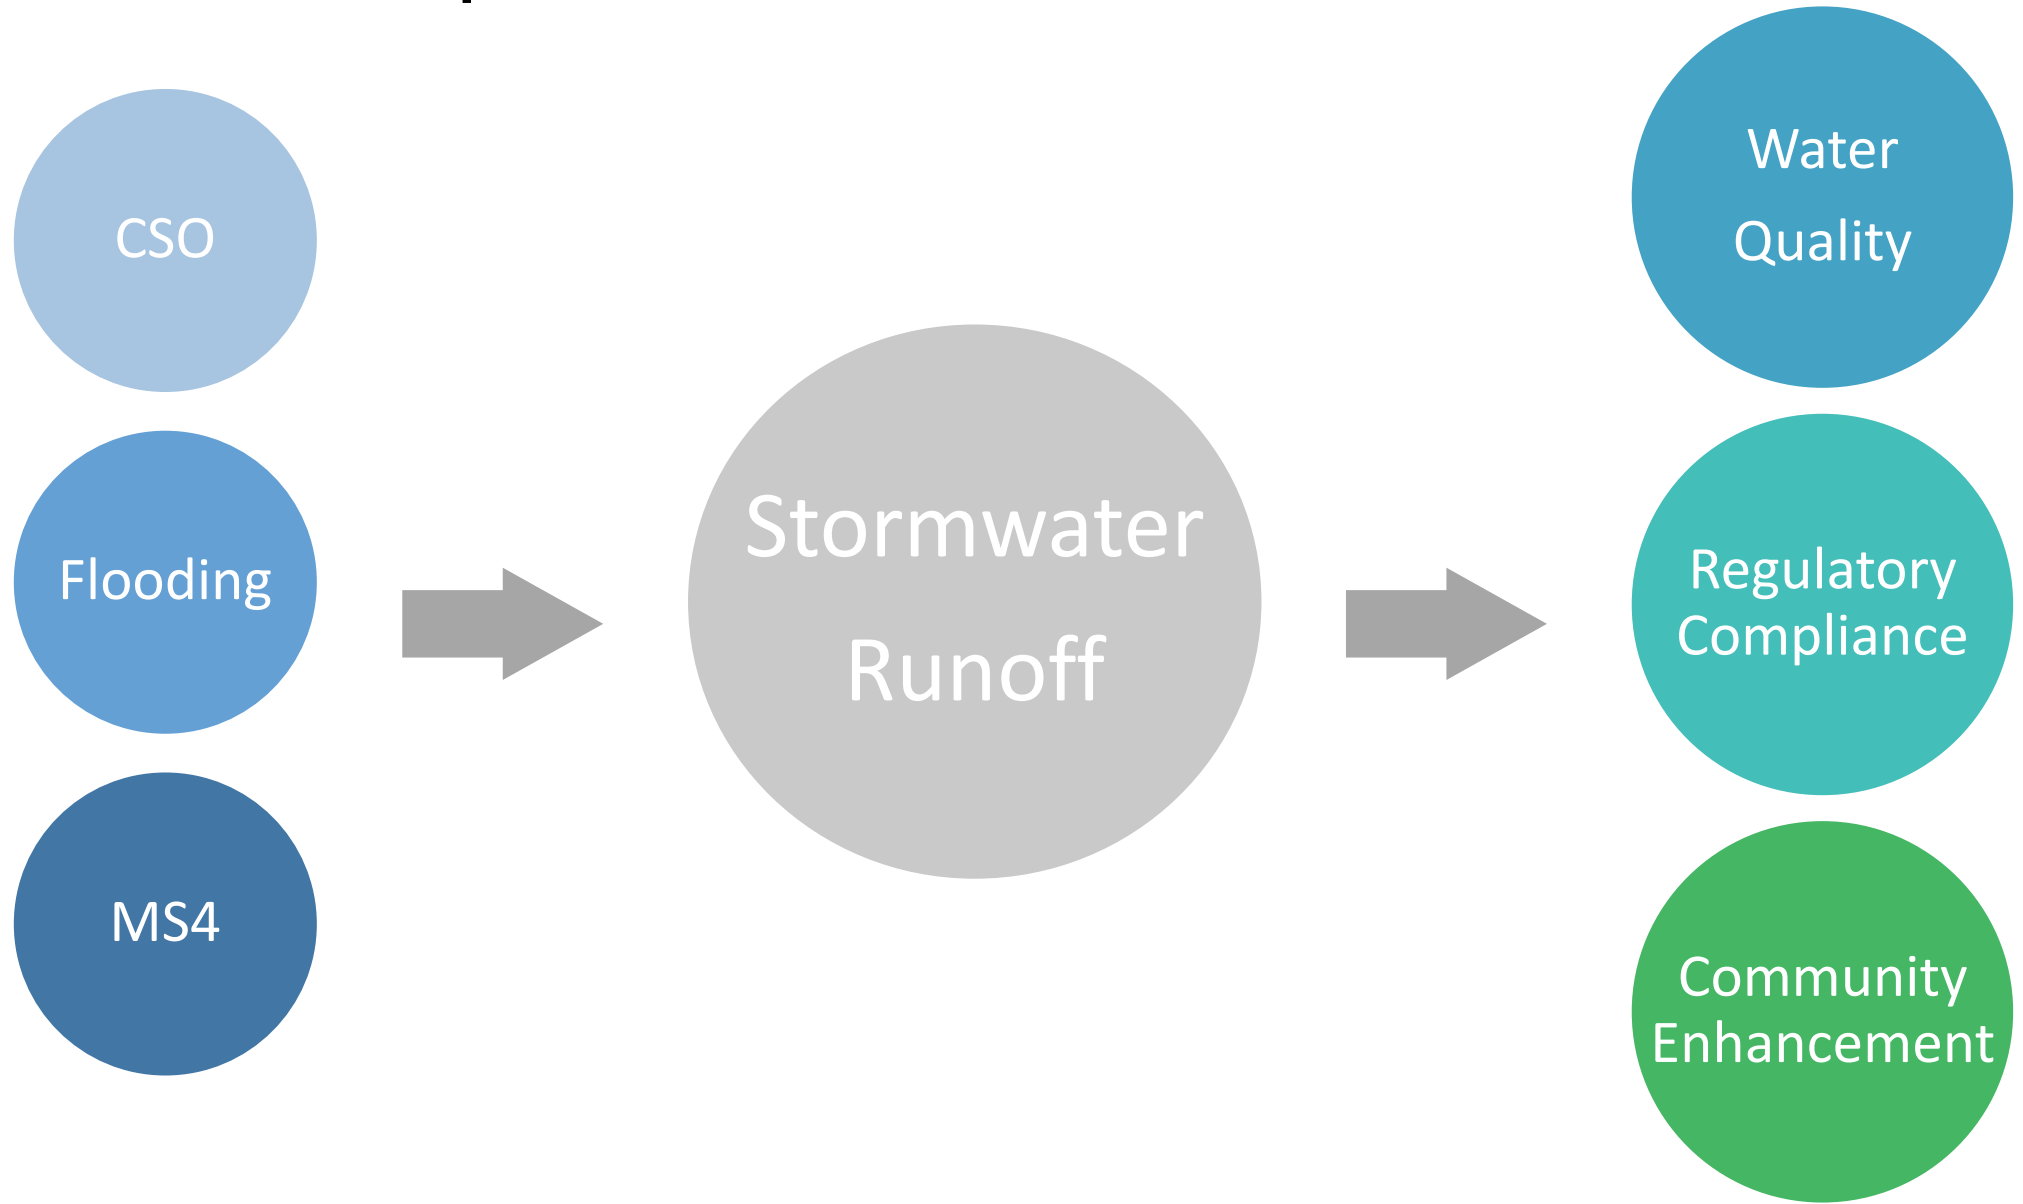 CSO
Flooding
MS4
Stormwater
Runoff
Water
Quality
Regulatory
Compliance
Community
Enhancement